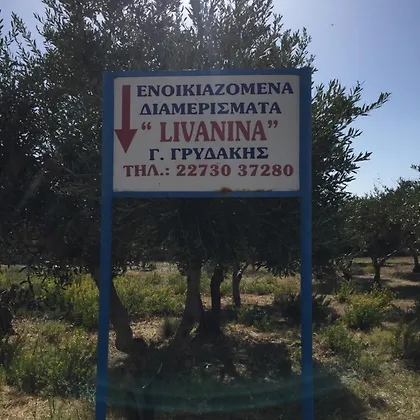 ΕΝΟΙΚΙΑΖΟΜΕΝΑ
ΔΙΑΜΕΡΙΣΜΑΤΑ
“ LIVANINA”
Γ. ΓΡΥΔΑΚΗΣ
ΤΗΛ.: 22730 37280